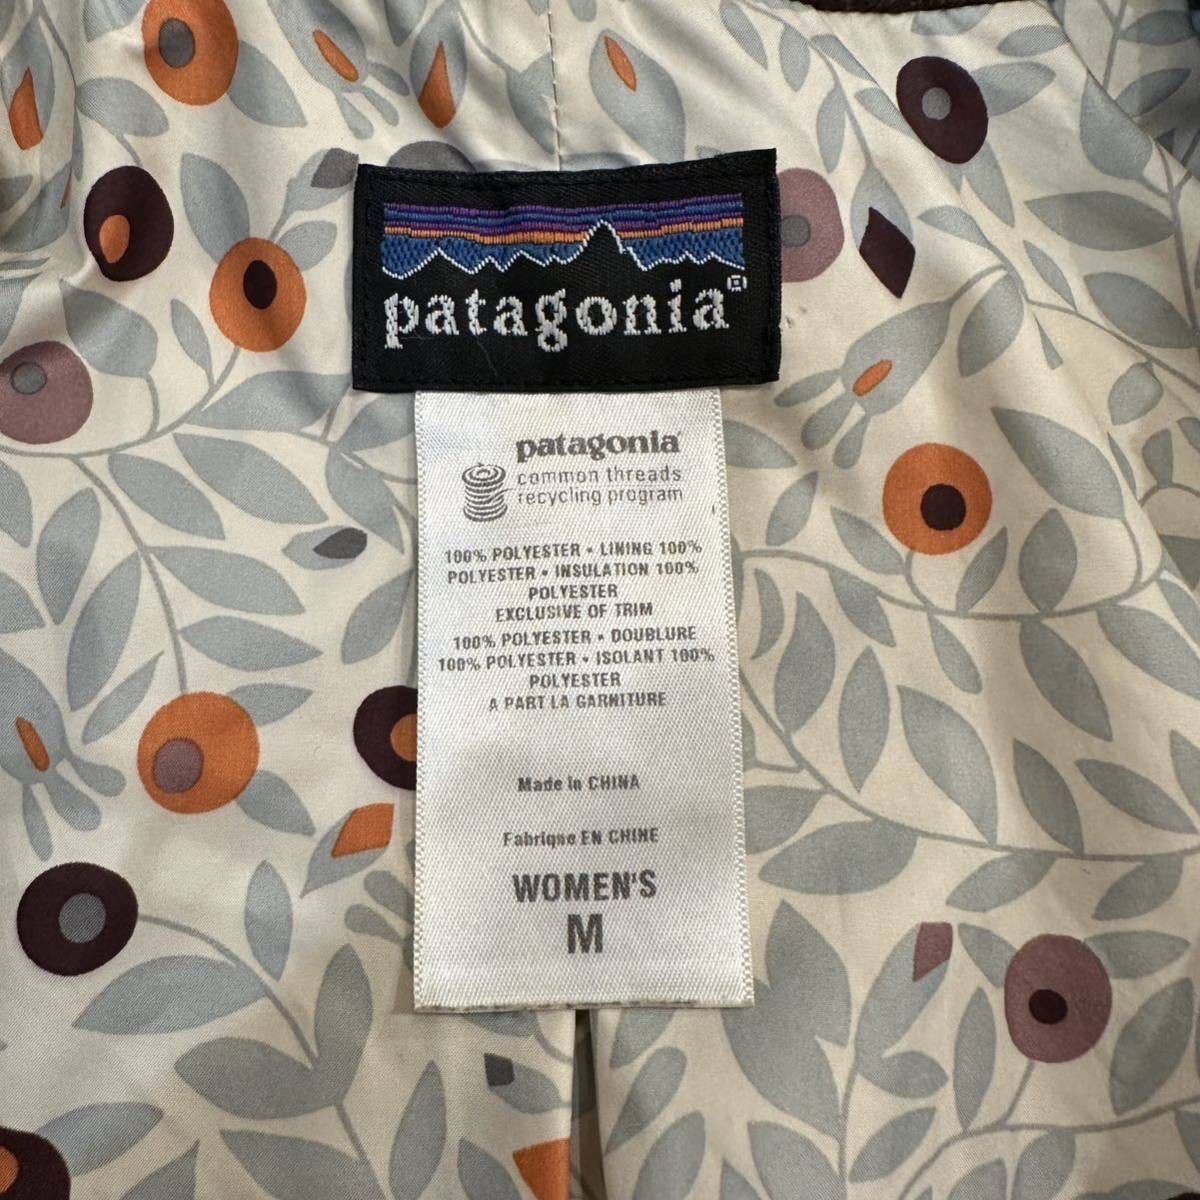 patagonia®
patagonia®
common threads
recycling program
100% POLYESTER • LINING 100%
POLYESTER • INSULATION 100%
POLYESTER
EXCLUSIVE OF TRIM
100% POLYESTER • DOUBLURE
100% POLYESTER • ISOLANT 100%
POLYESTER
A PART LA GARNITURE
Made in CHINA
Fabrique EN CHINE
WOMEN'S
M